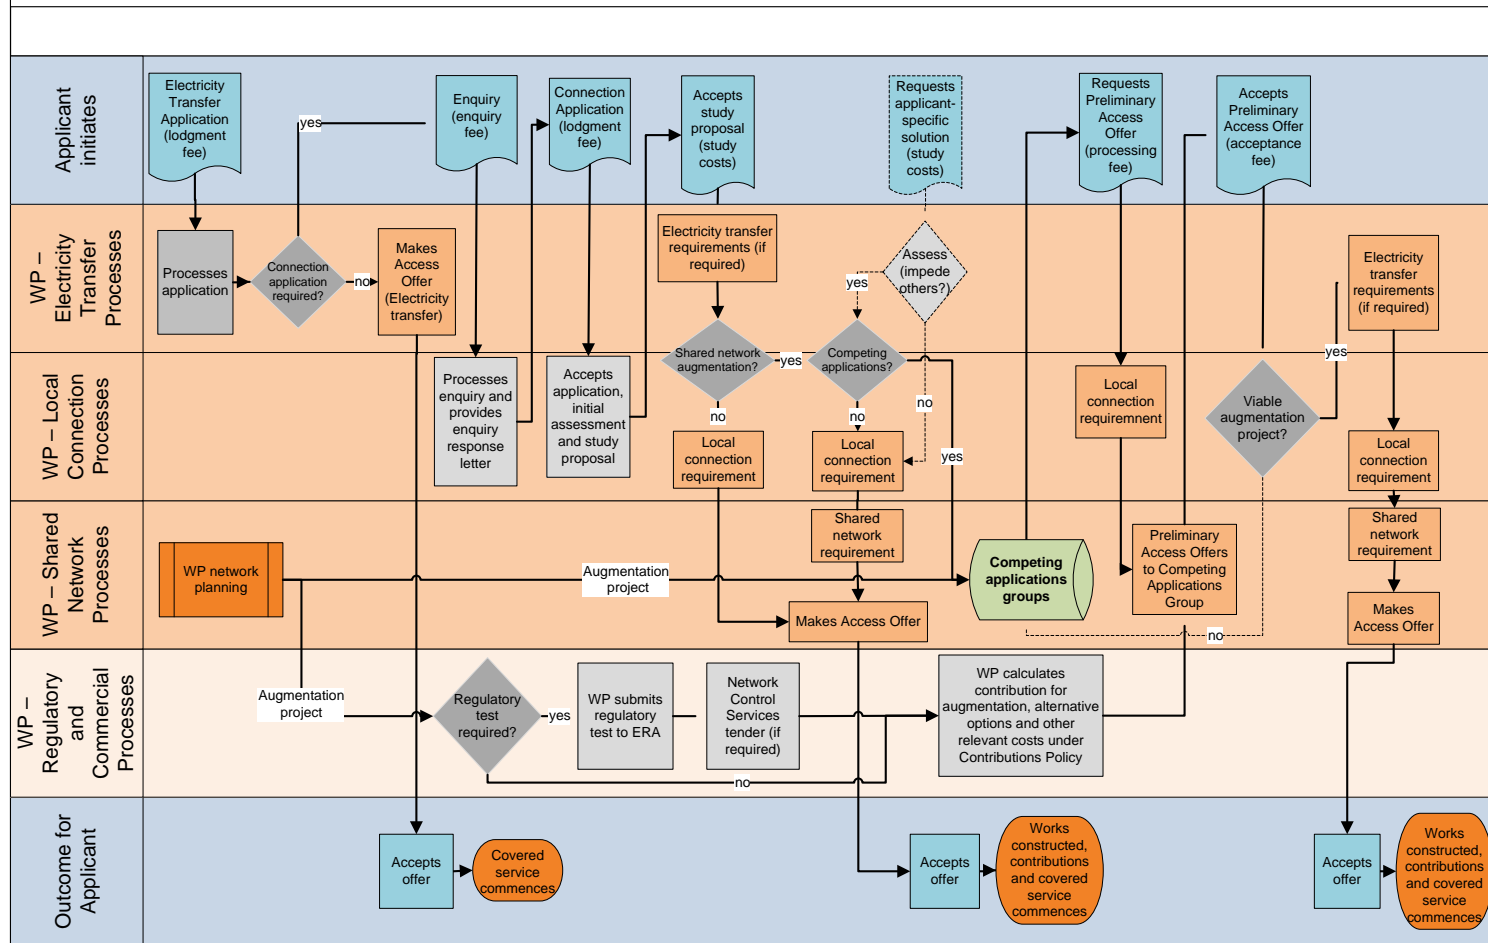 Applicant
initiates
Electricity
Transfer
Application
(lodgment
fee)
yes
Enquiry
(enquiry
fee)
Connection
Application
(lodgment
fee)
Accepts
study
proposal
(study
costs)
Requests
applicant-
specific
solution
(study
costs)
Requests
Preliminary
Access
Offer
(processing
fee)
Accepts
Preliminary
Access Offer
(acceptance
fee)
WP –
Electricity
Transfer
Processes
Processes
application
Connection
application
required?
no
Makes
Access
Offer
(Electricity
transfer)
Electricity transfer
requirements (if
required)
Assess
(impede
others?)
yes
Electricity
transfer
requirements
(if required)
Shared network
augmentation?
yes
Competing
applications?
yes
WP – Local
Connection
Processes
Processes
enquiry and
provides
enquiry
response
letter
Accepts
application,
initial
assessment
and study
proposal
no
no
no
Local
connection
requirement
Local
connection
requirement
yes
Local
connection
requiremnent
Viable
augmentation
project?
Local
connection
requirement
WP – Shared
Network
Processes
WP network
planning
Augmentation
project
Shared
network
requirement
Makes Access Offer
Competing
applications
groups
Preliminary
Access Offers
to Competing
Applications
Group
no
Shared
network
requirement
Makes
Access Offer
WP –
Regulatory
and
Commercial
Processes
Augmentation
project
Regulatory
test
required?
yes
WP submits
regulatory
test to ERA
Network
Control
Services
tender (if
required)
no
WP calculates
contribution for
augmentation, alternative
options and other
relevant costs under
Contributions Policy
Outcome for
Applicant
Accepts
offer
Covered
service
commences
Accepts
offer
Works
constructed,
contributions
and covered
service
commences
Accepts
offer
Works
constructed,
contributions
and covered
service
commences